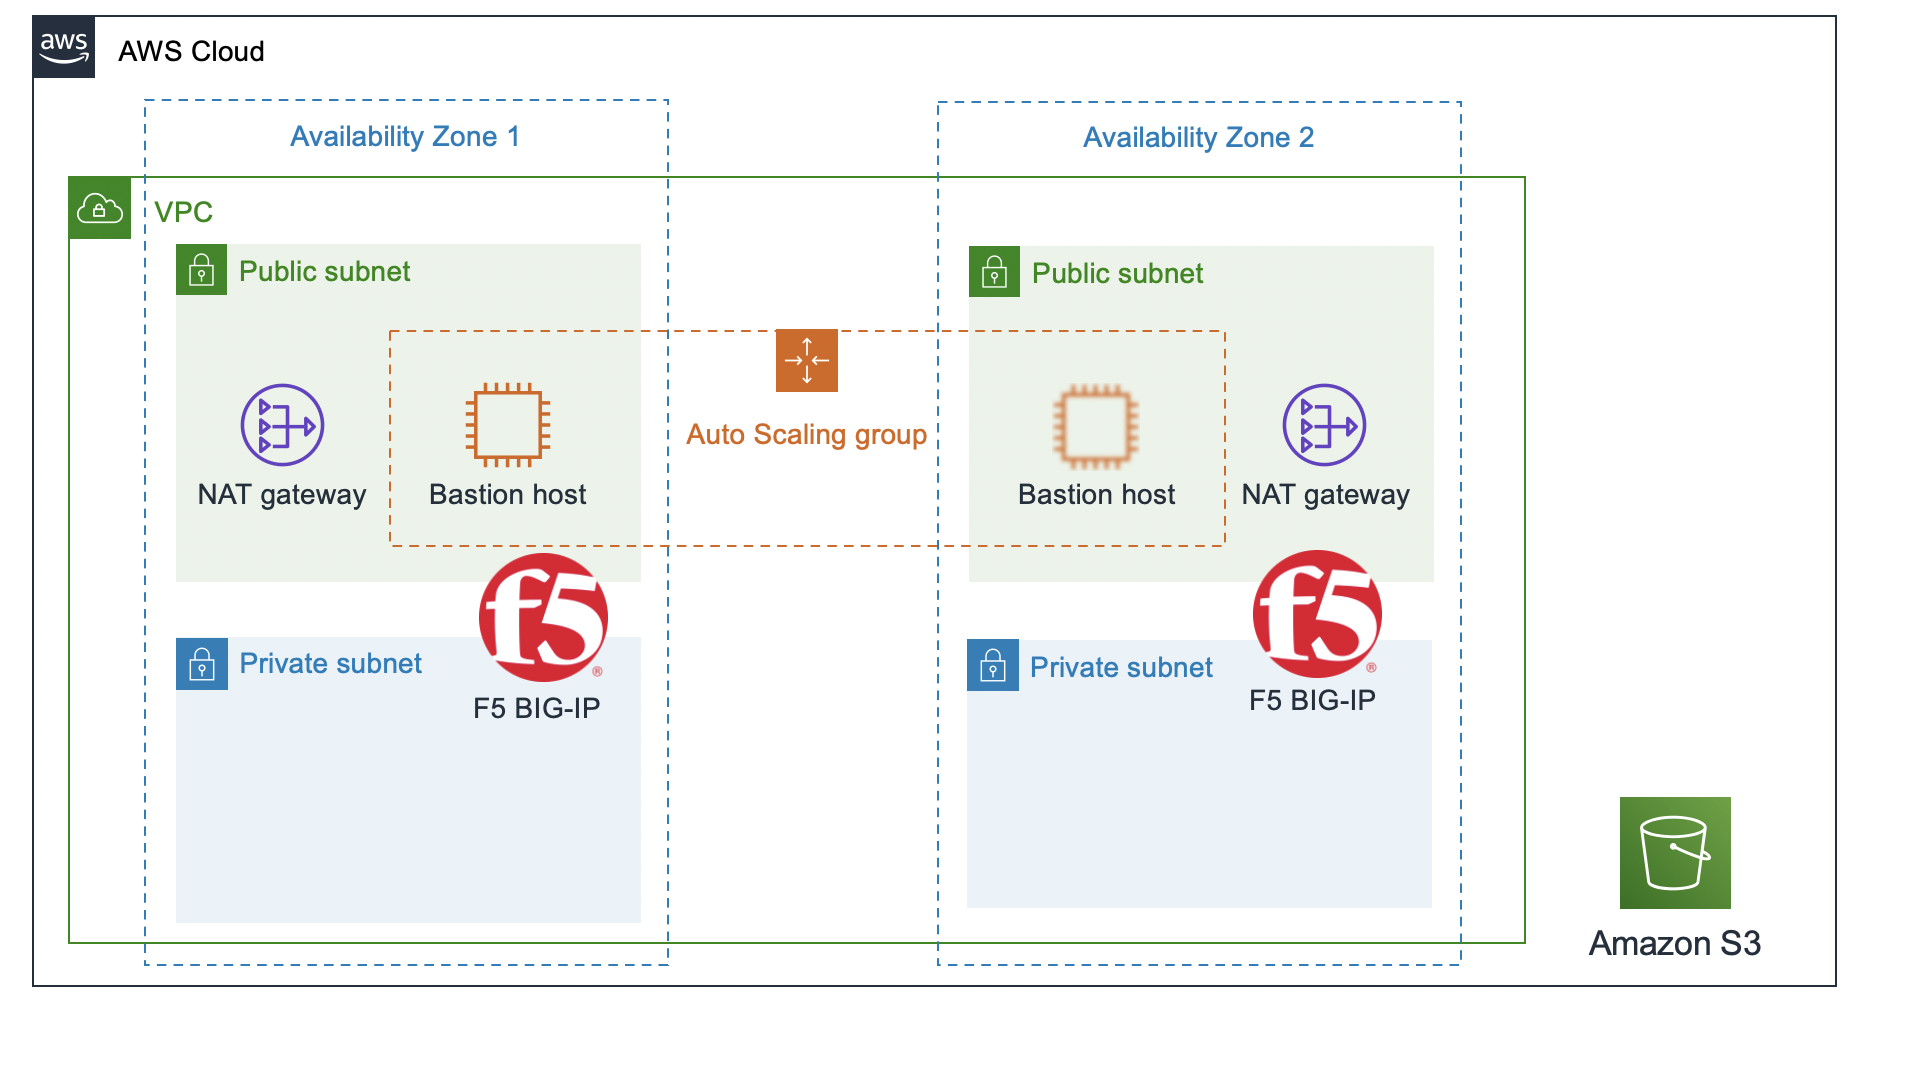 aws
AWS Cloud
Availability Zone 1
Availability Zone 2
VPC
Public subnet
Public subnet
Auto Scaling group
NAT gateway
Bastion host
Bastion host
NAT gateway
f5®
f5®
Private subnet
Private subnet
F5 BIG-IP
F5 BIG-IP
Amazon S3